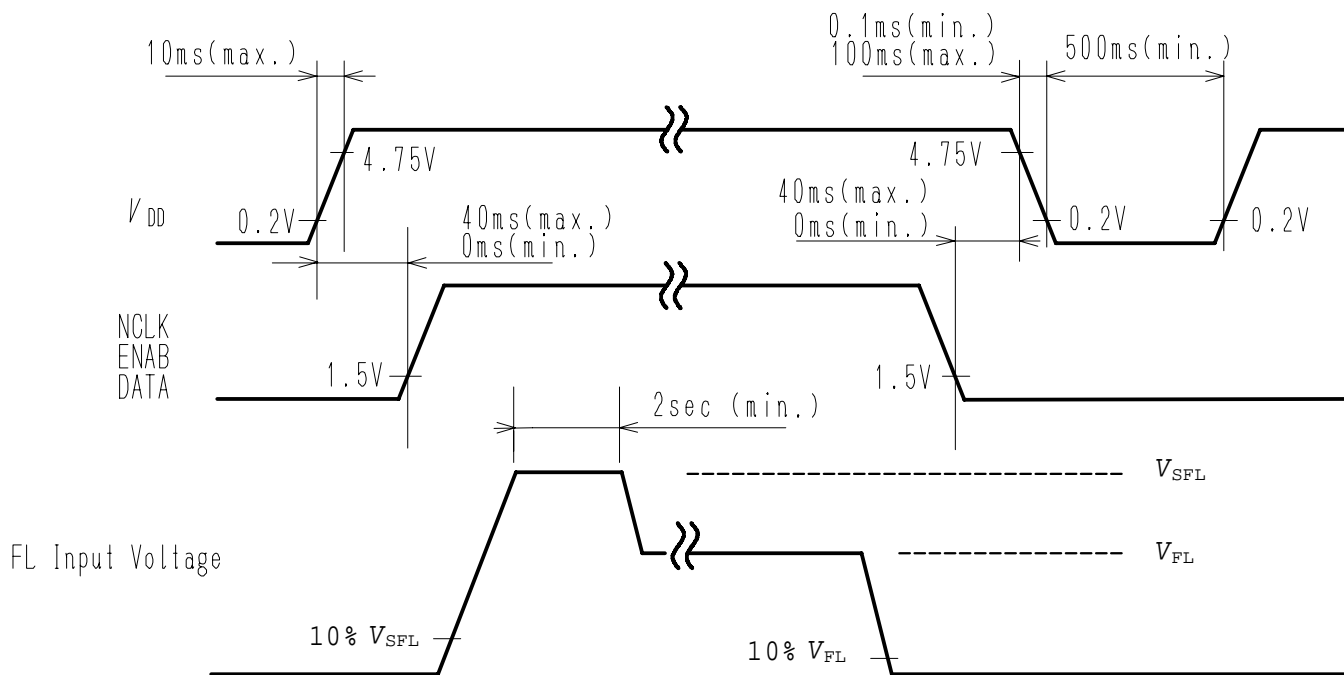 10ms(max.)
0.1ms(min.)
100ms(max.)
500ms(min.)
4.75V
4.75V
VDD
0.2V
40ms(max.)
0ms(min.)
40ms(max.)
0ms(min.)
0.2V
0.2V
NCLK
ENAB
DATA
1.5V
1.5V
2sec (min.)
VSFL
FL Input Voltage
VFL
10% VSFL
10% VFL